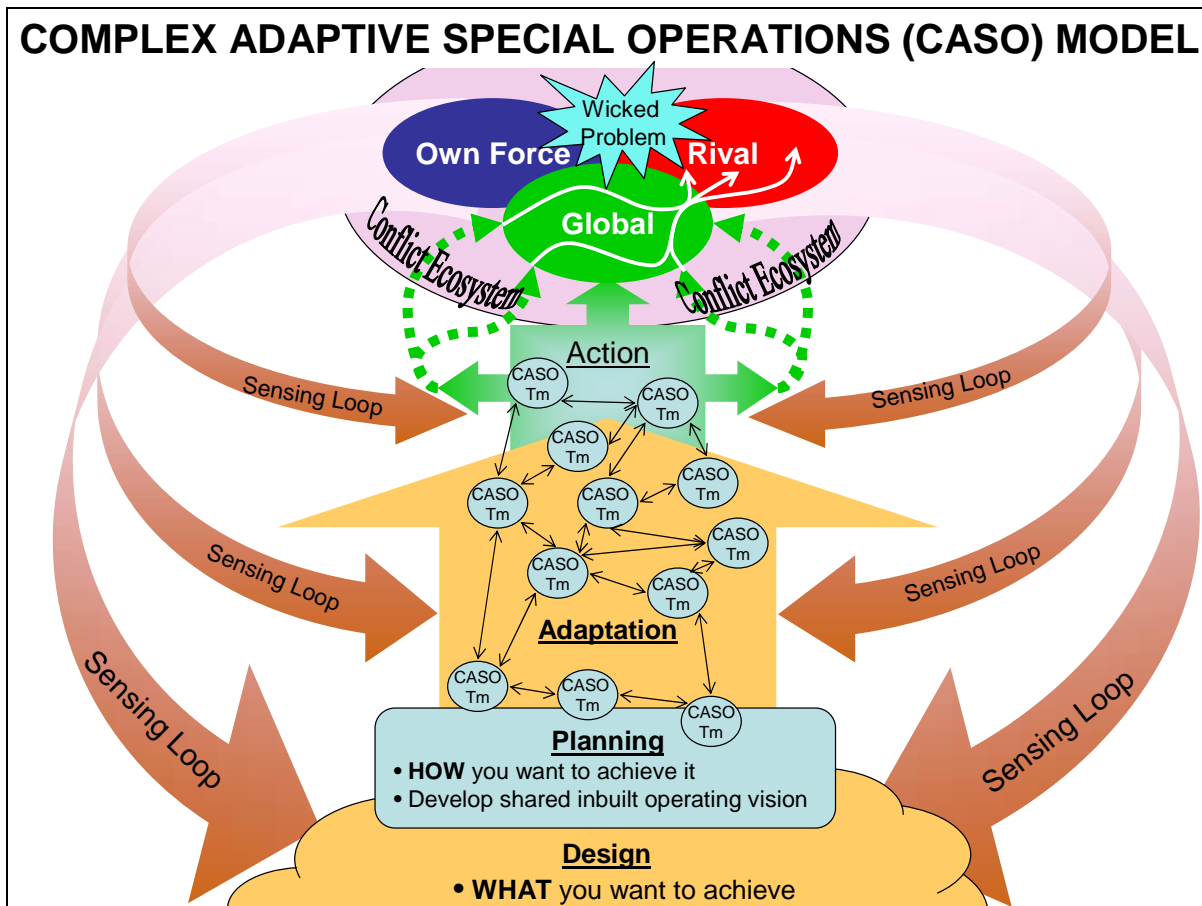 COMPLEX ADAPTIVE SPECIAL OPERATIONS (CASO) MODEL
Wicked
Problem
Own Force
Rival
Global
Conflict Ecosystem
Conflict Ecosystem
Action
CASO
Tm
CASO
Tm
Sensing Loop
Sensing Loop
CASO
Tm
CASO
Tm
CASO
Tm
CASO
Tm
CASO
Tm
CASO
Tm
CASO
Tm
Sensing Loop
Sensing Loop
Adaptation
CASO
Tm
CASO
Tm
CASO
Tm
Sensing Loop
Sensing Loop
Planning
• HOW you want to achieve it
• Develop shared inbuilt operating vision
Design
• WHAT you want to achieve